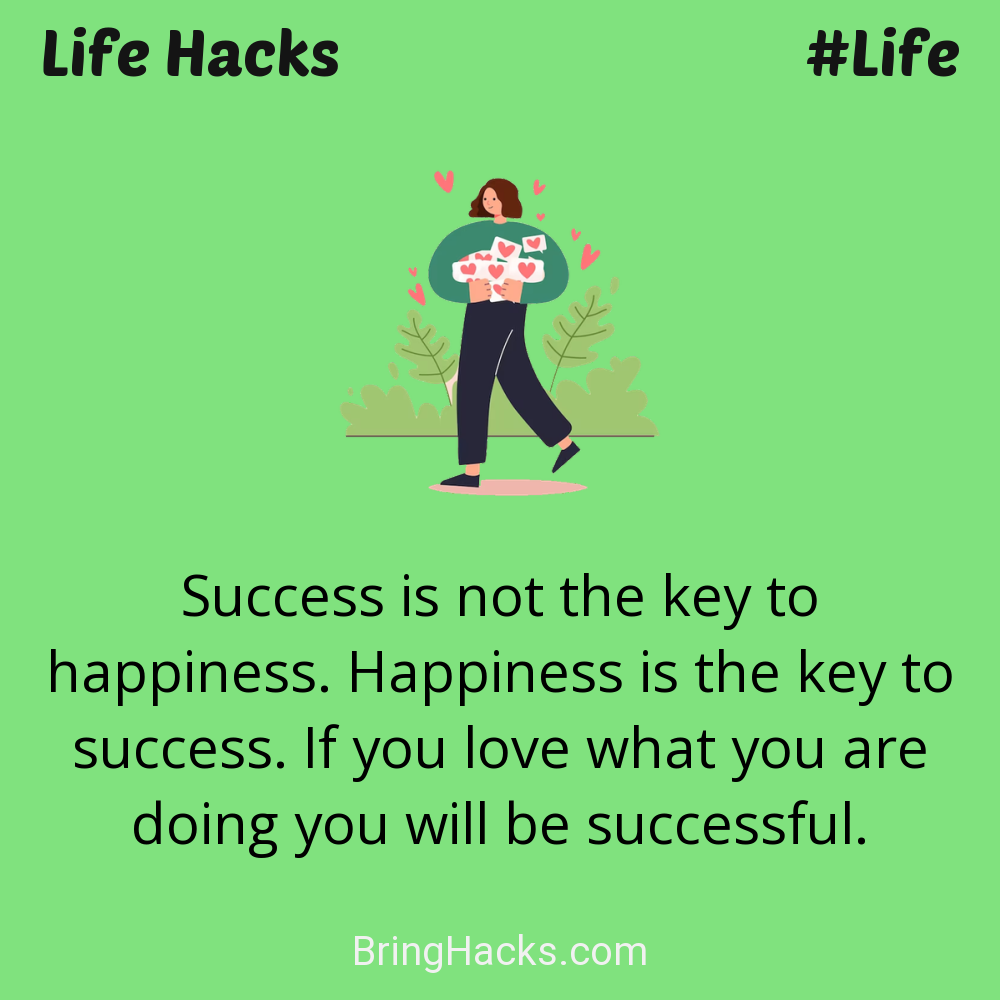 Life Hacks
#Life
Success is not the key to
happiness. Happiness is the key to
success. If you love what you are
doing you will be successful.
BringHacks.com